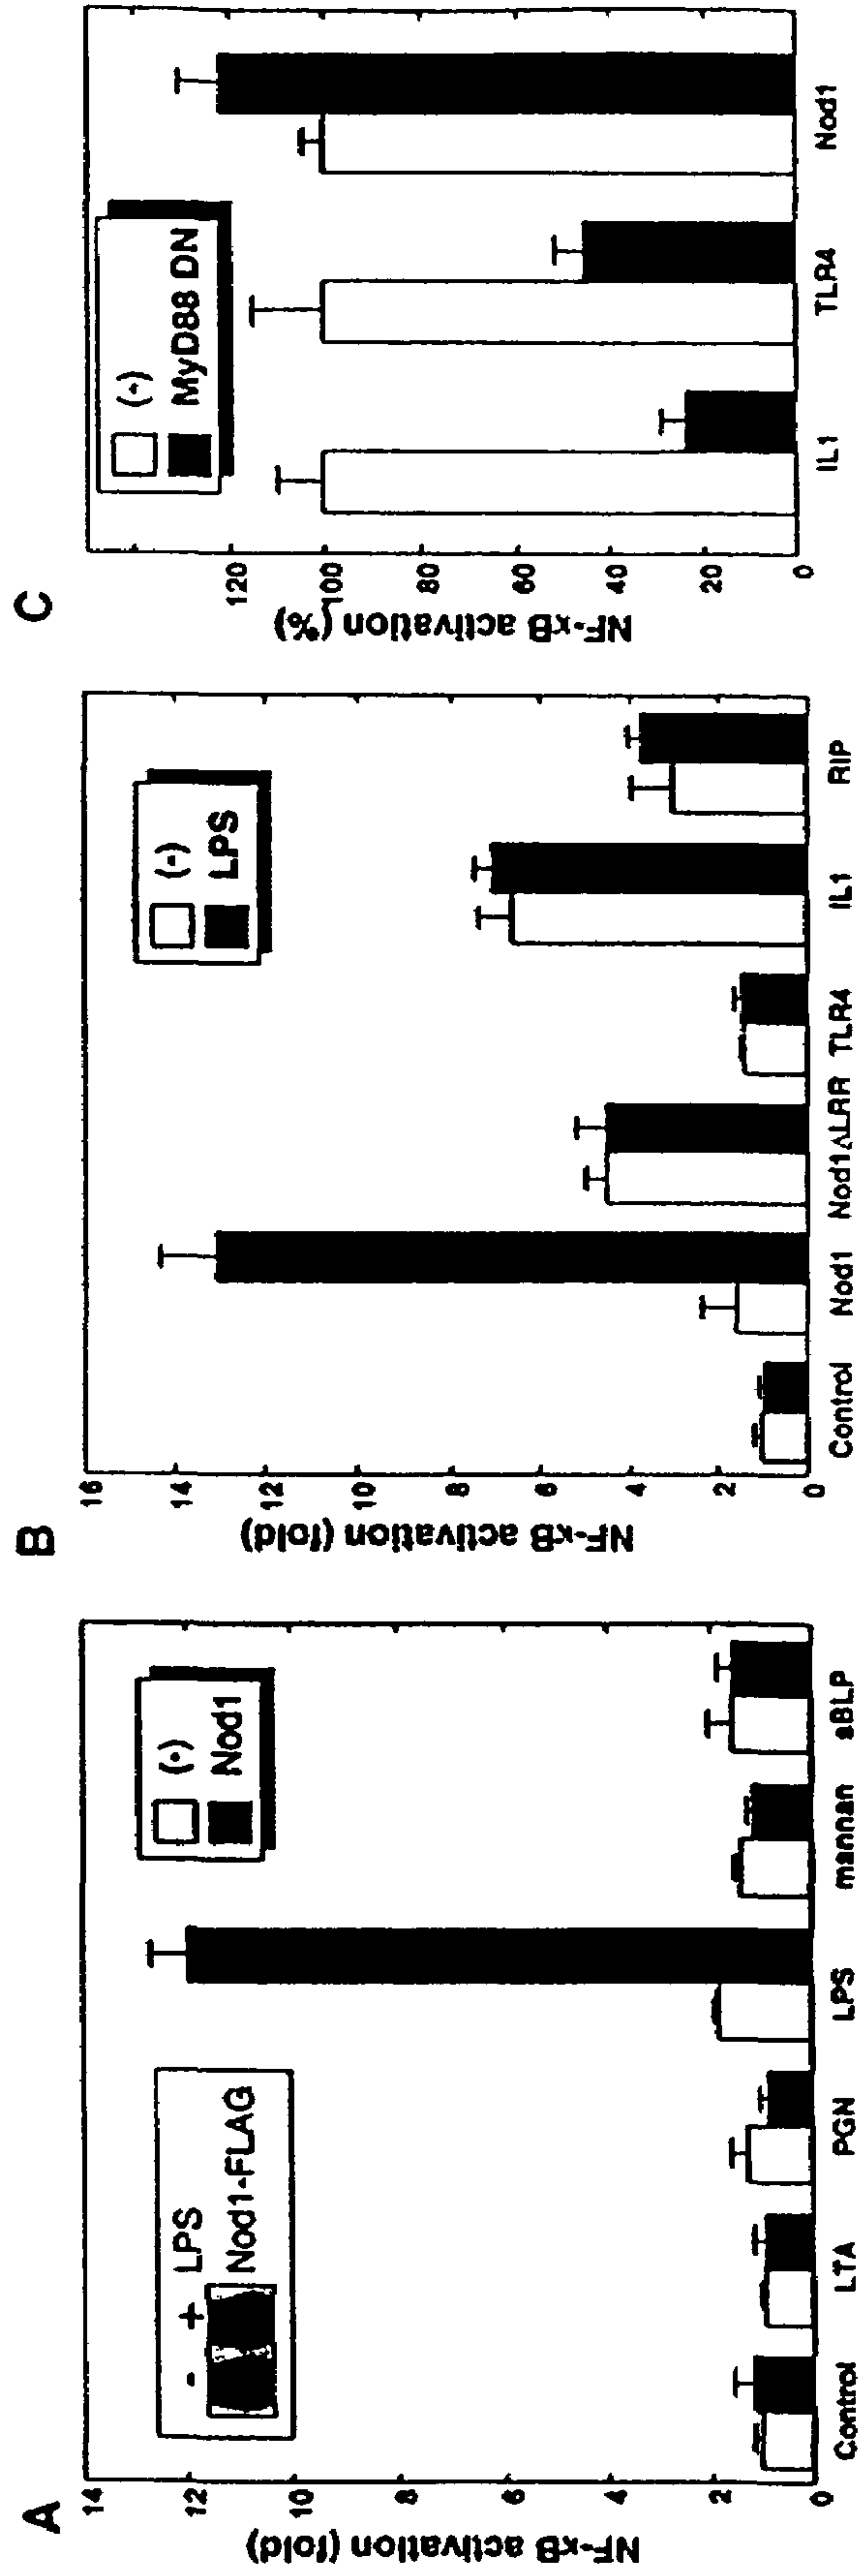 A
NF-κB activation (fold)
14
12
10
8
6
4
2
0
- + LPS
Nod1-FLAG
(-)
Nod1
Control LTA PGN LPS mannan sBLP
B
NF-κB activation (fold)
16
14
12
10
8
6
4
2
0
(-)
LPS
Control Nod1 Nod1ΔLRR TLR4 IL1 RIP
C
NF-κB activation (%)
120
100
80
60
40
20
0
(-)
MyD88 DN
IL1 TLR4 Nod1